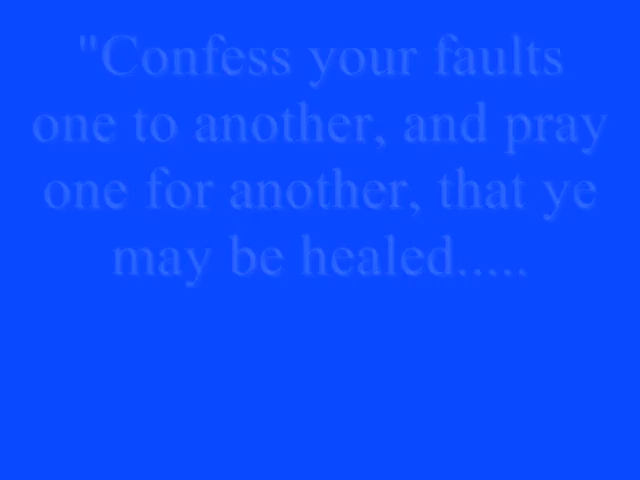 "Confess your faults
one to another, and pray
one for another, that ye
may be healed.....